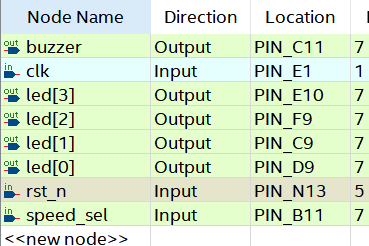 Node Name Direction Location
out buzzer Output PIN_C11 7
in clk Input PIN_E1 1
out led[3] Output PIN_E10 7
out led[2] Output PIN_F9 7
out led[1] Output PIN_C9 7
out led[0] Output PIN_D9 7
in rst_n Input PIN_N13 5
in speed_sel Input PIN_B11 7
<<new node>>